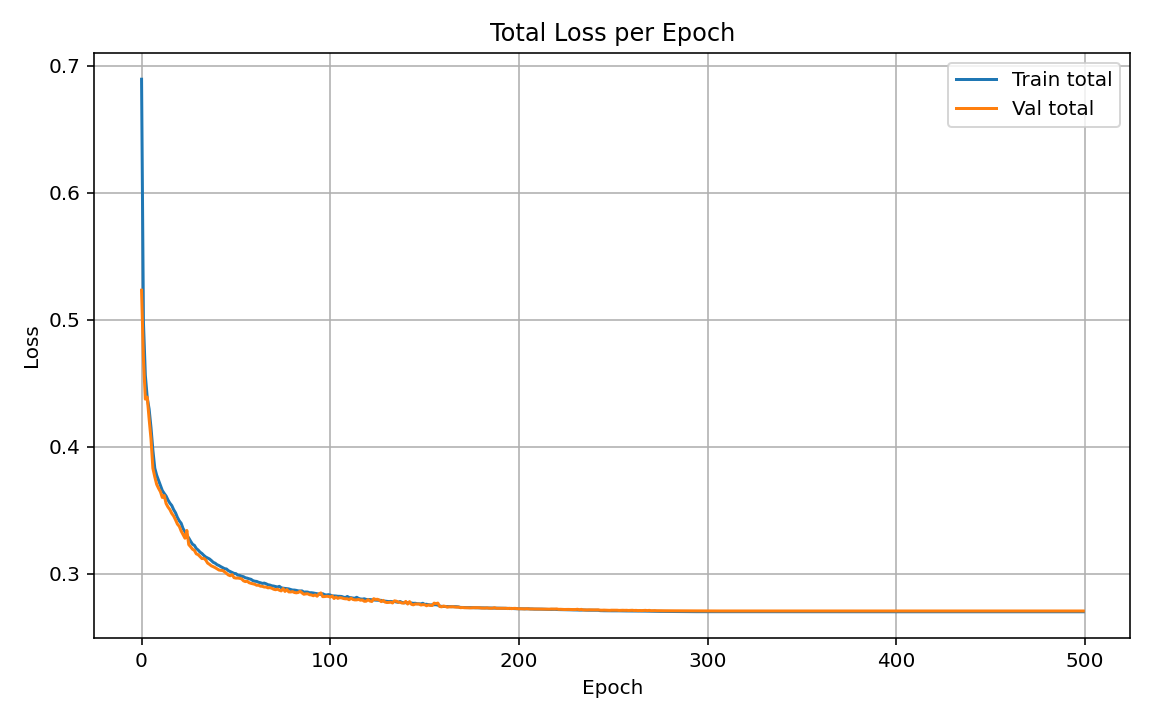 Total Loss per Epoch
Train total
Val total
Loss
0.7
0.6
0.5
0.4
0.3
0 100 200 300 400 500
Epoch